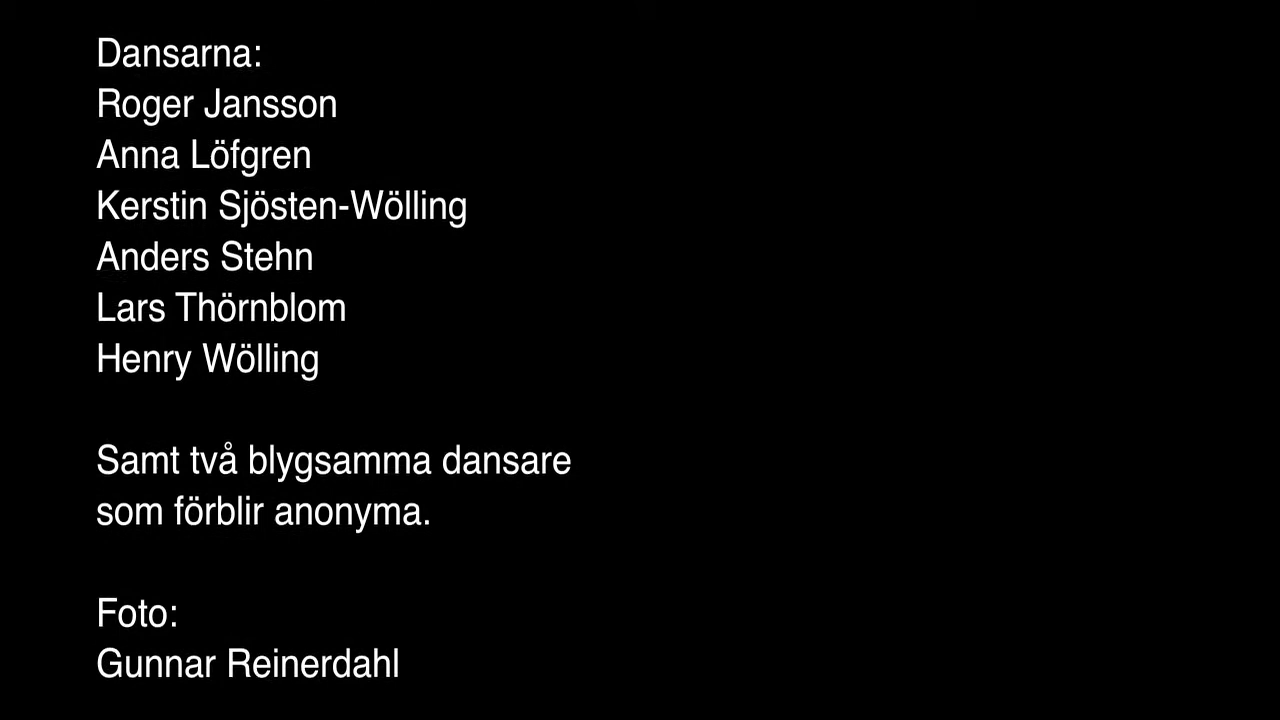 Dansarna:
Roger Jansson
Anna Löfgren
Kerstin Sjösten-Wölling
Anders Stehn
Lars Thörnblom
Henry Wölling
Samt två blygsamma dansare
som förblir anonyma.
Foto:
Gunnar Reinerdahl